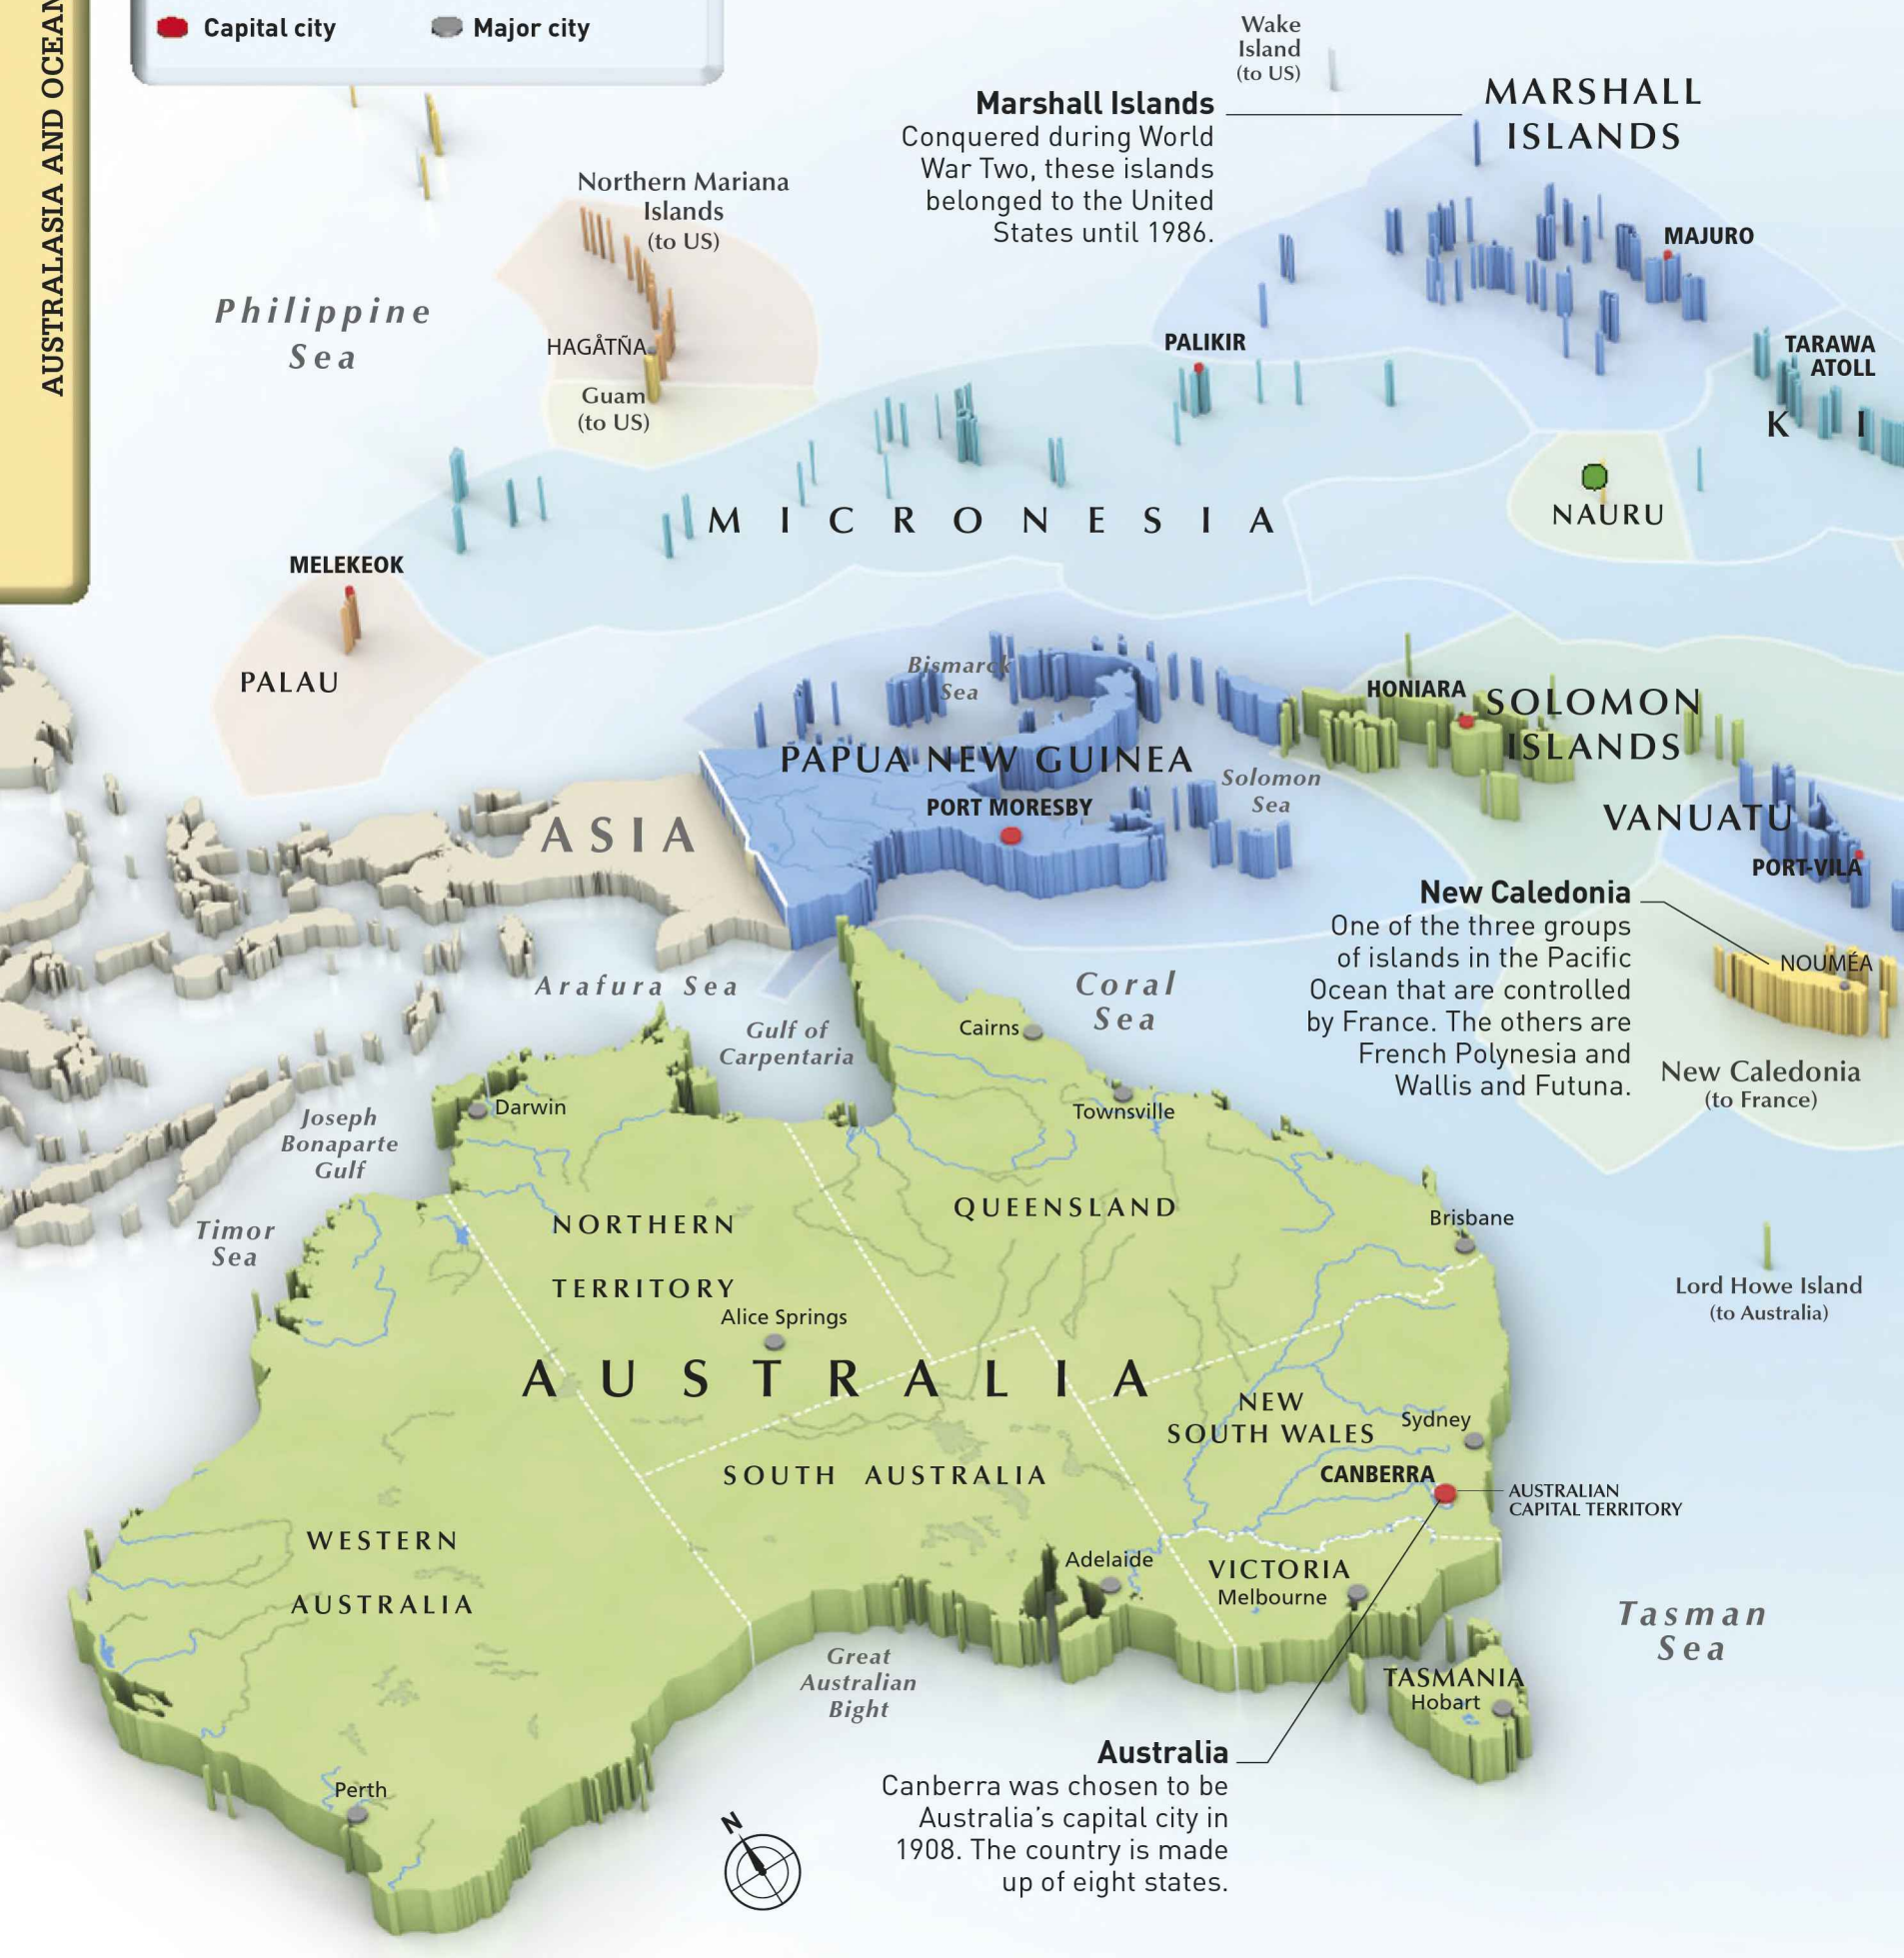 AUSTRALASIA AND OCEAN
Capital city
Major city
Wake
Island
(to US)
MARSHALL
ISLANDS
Marshall Islands
Conquered during World
War Two, these islands
belonged to the United
States until 1986.
Northern Mariana
Islands
(to US)
MAJURO
Philippine
Sea
HAGÅTÑA
Guam
(to US)
PALIKIR
TARAWA
ATOLL
K I
MICRONESIA
NAURU
MELEKEOK
PALAU
Bismarck
Sea
HONIARA
SOLOMON
ISLANDS
PAPUA NEW GUINEA
Solomon
Sea
PORT MORESBY
ASIA
VANUATU
PORT-VILA
New Caledonia
One of the three groups
of islands in the Pacific
Ocean that are controlled
by France. The others are
French Polynesia and
Wallis and Futuna.
NOUMÉA
New Caledonia
(to France)
Arafura Sea
Coral
Sea
Gulf of
Carpentaria
Cairns
Darwin
Townsville
Joseph
Bonaparte
Gulf
Timor
Sea
NORTHERN
TERRITORY
QUEENSLAND
Brisbane
Lord Howe Island
(to Australia)
Alice Springs
AUSTRALIA
NEW
SOUTH WALES
Sydney
SOUTH AUSTRALIA
CANBERRA
AUSTRALIAN
CAPITAL TERRITORY
WESTERN
AUSTRALIA
Adelaide
VICTORIA
Melbourne
Tasman
Sea
Great
Australian
Bight
TASMANIA
Hobart
Perth
Australia
Canberra was chosen to be
Australia's capital city in
1908. The country is made
up of eight states.
N